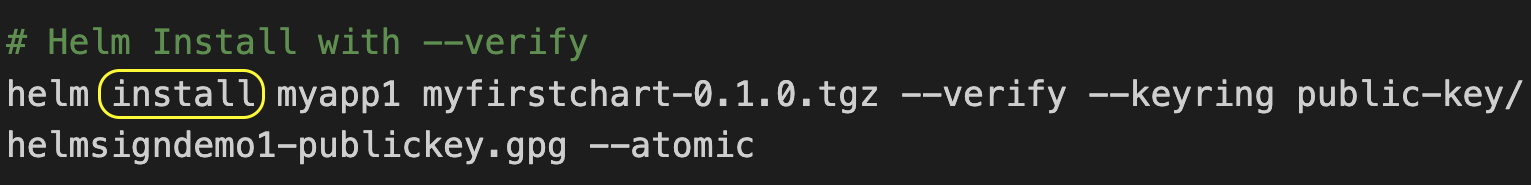 # Helm Install with --verify
helm install myapp1 myfirstchart-0.1.0.tgz --verify --keyring public-key/
helmsigndemo1-publickey.gpg --atomic